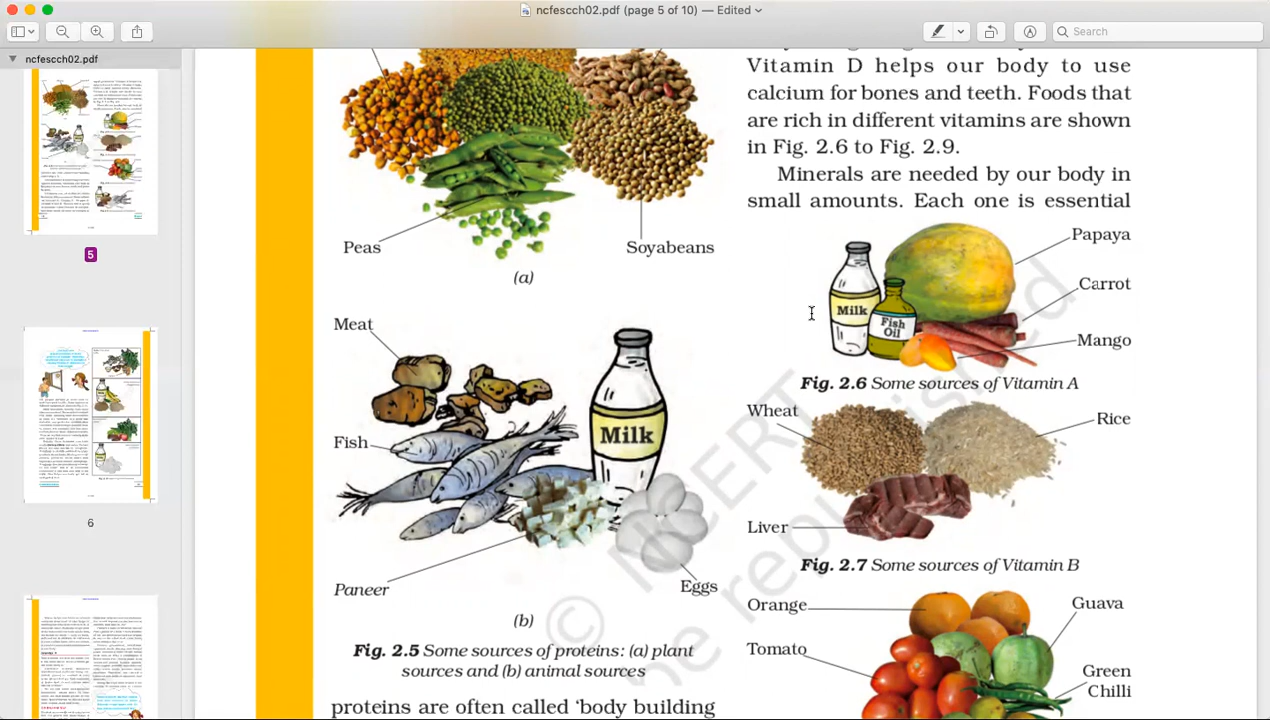 ncfescch02.pdf (page 5 of 10) — Edited
Search
ncfescch02.pdf
5
6
Peas
Soyabeans
(a)
Meat
Fish
Milk
Paneer
Eggs
(b)
Fig. 2.5 Some sources of proteins: (a) plant
sources and (b) animal sources
proteins are often called ‘body building
Vitamin D helps our body to use
calcium for bones and teeth. Foods that
are rich in different vitamins are shown
in Fig. 2.6 to Fig. 2.9.
Minerals are needed by our body in
small amounts. Each one is essential
Papaya
Carrot
Milk
Fish
Oil
Mango
Fig. 2.6 Some sources of Vitamin A
Wheat
Rice
Liver
Fig. 2.7 Some sources of Vitamin B
Orange
Guava
Tomato
Green
Chilli
© NCERT